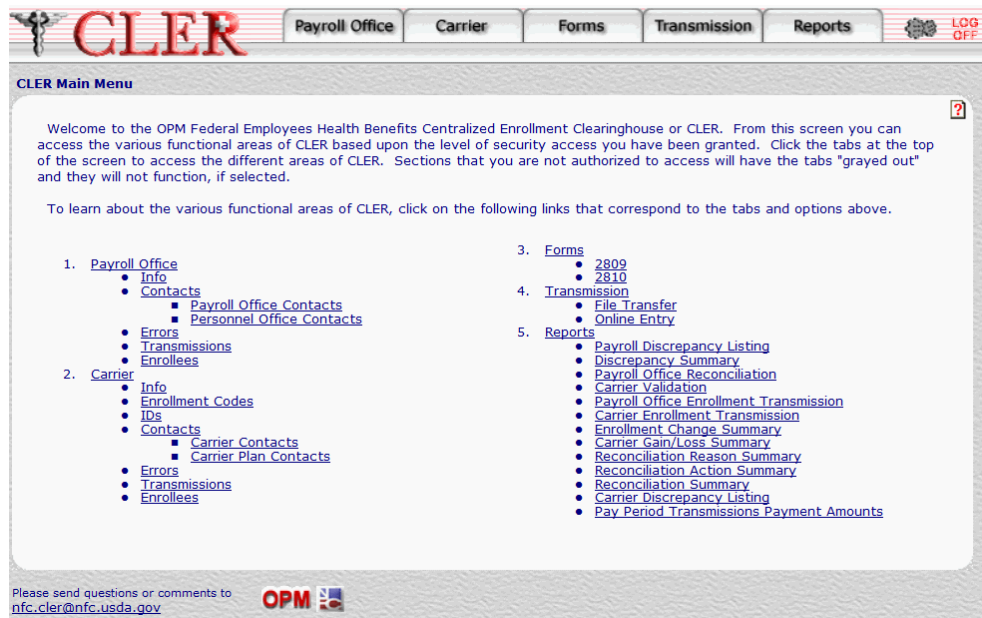 CLER
Payroll Office
Carrier
Forms
Transmission
Reports
LOG
OFF
CLER Main Menu
?
Welcome to the OPM Federal Employees Health Benefits Centralized Enrollment Clearinghouse or CLER. From this screen you can
access the various functional areas of CLER based upon the level of security access you have been granted. Click the tabs at the top
of the screen to access the different areas of CLER. Sections that you are not authorized to access will have the tabs "grayed out"
and they will not function, if selected.
To learn about the various functional areas of CLER, click on the following links that correspond to the tabs and options above.
1. Payroll Office
• Info
• Contacts
▪ Payroll Office Contacts
▪ Personnel Office Contacts
• Errors
• Transmissions
• Enrollees
2. Carrier
• Info
• Enrollment Codes
• IDs
• Contacts
▪ Carrier Contacts
▪ Carrier Plan Contacts
• Errors
• Transmissions
• Enrollees
3. Forms
• 2809
• 2810
4. Transmission
• File Transfer
• Online Entry
5. Reports
• Payroll Discrepancy Listing
• Discrepancy Summary
• Payroll Office Reconciliation
• Carrier Validation
• Payroll Office Enrollment Transmission
• Carrier Enrollment Transmission
• Enrollment Change Summary
• Carrier Gain/Loss Summary
• Reconciliation Reason Summary
• Reconciliation Action Summary
• Reconciliation Summary
• Carrier Discrepancy Listing
• Pay Period Transmissions Payment Amounts
Please send questions or comments to
nfc.cler@nfc.usda.gov
OPM